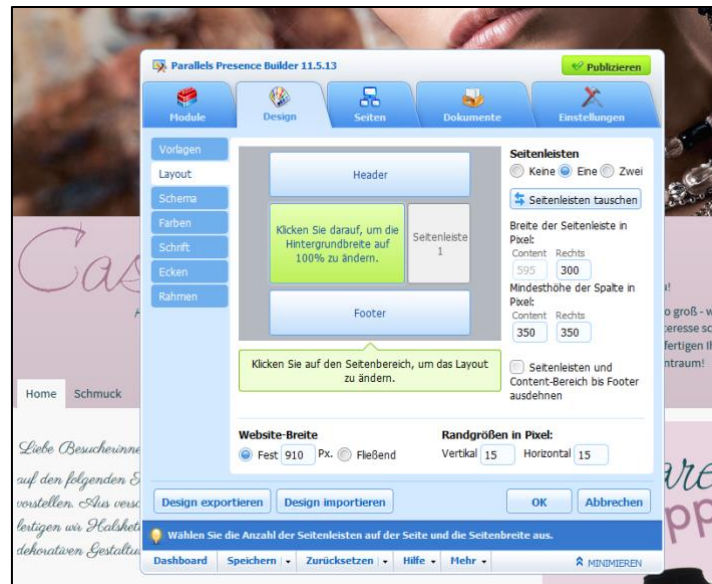 Parallels Presence Builder 11.5.13
Publizieren
Module
Design
Seiten
Dokumente
Einstellungen
Vorlagen
Layout
Schema
Farben
Schrift
Ecken
Rahmen
Header
Klicken Sie darauf, um die
Hintergrundbreite auf
100% zu ändern.
Seitenleiste
1
Footer
Klicken Sie auf den Seitenbereich, um das Layout
zu ändern.
Seitenleisten
Keine Eine Zwei
Seitenleisten tauschen
Breite der Seitenleiste in
Pixel:
Content Rechts
595 300
Mindesthöhe der Spalte in
Pixel:
Content Rechts
350 350
Seitenleisten und
Content-Bereich bis Footer
ausdehnen
Website-Breite
Fest 910 Px. Fließend
Randgrößen in Pixel:
Vertikal 15 Horizontal 15
Design exportieren Design importieren OK Abbrechen
Wählen Sie die Anzahl der Seitenleisten auf der Seite und die Seitenbreite aus.
Dashboard Speichern Zurücksetzen Hilfe Mehr MINIMIEREN
Home Schmuck
Liebe
auf den folgenden
vorstellen. Aus
fertigen wir
dekorativen
o groß - w
fertigen Ih
ntraum!